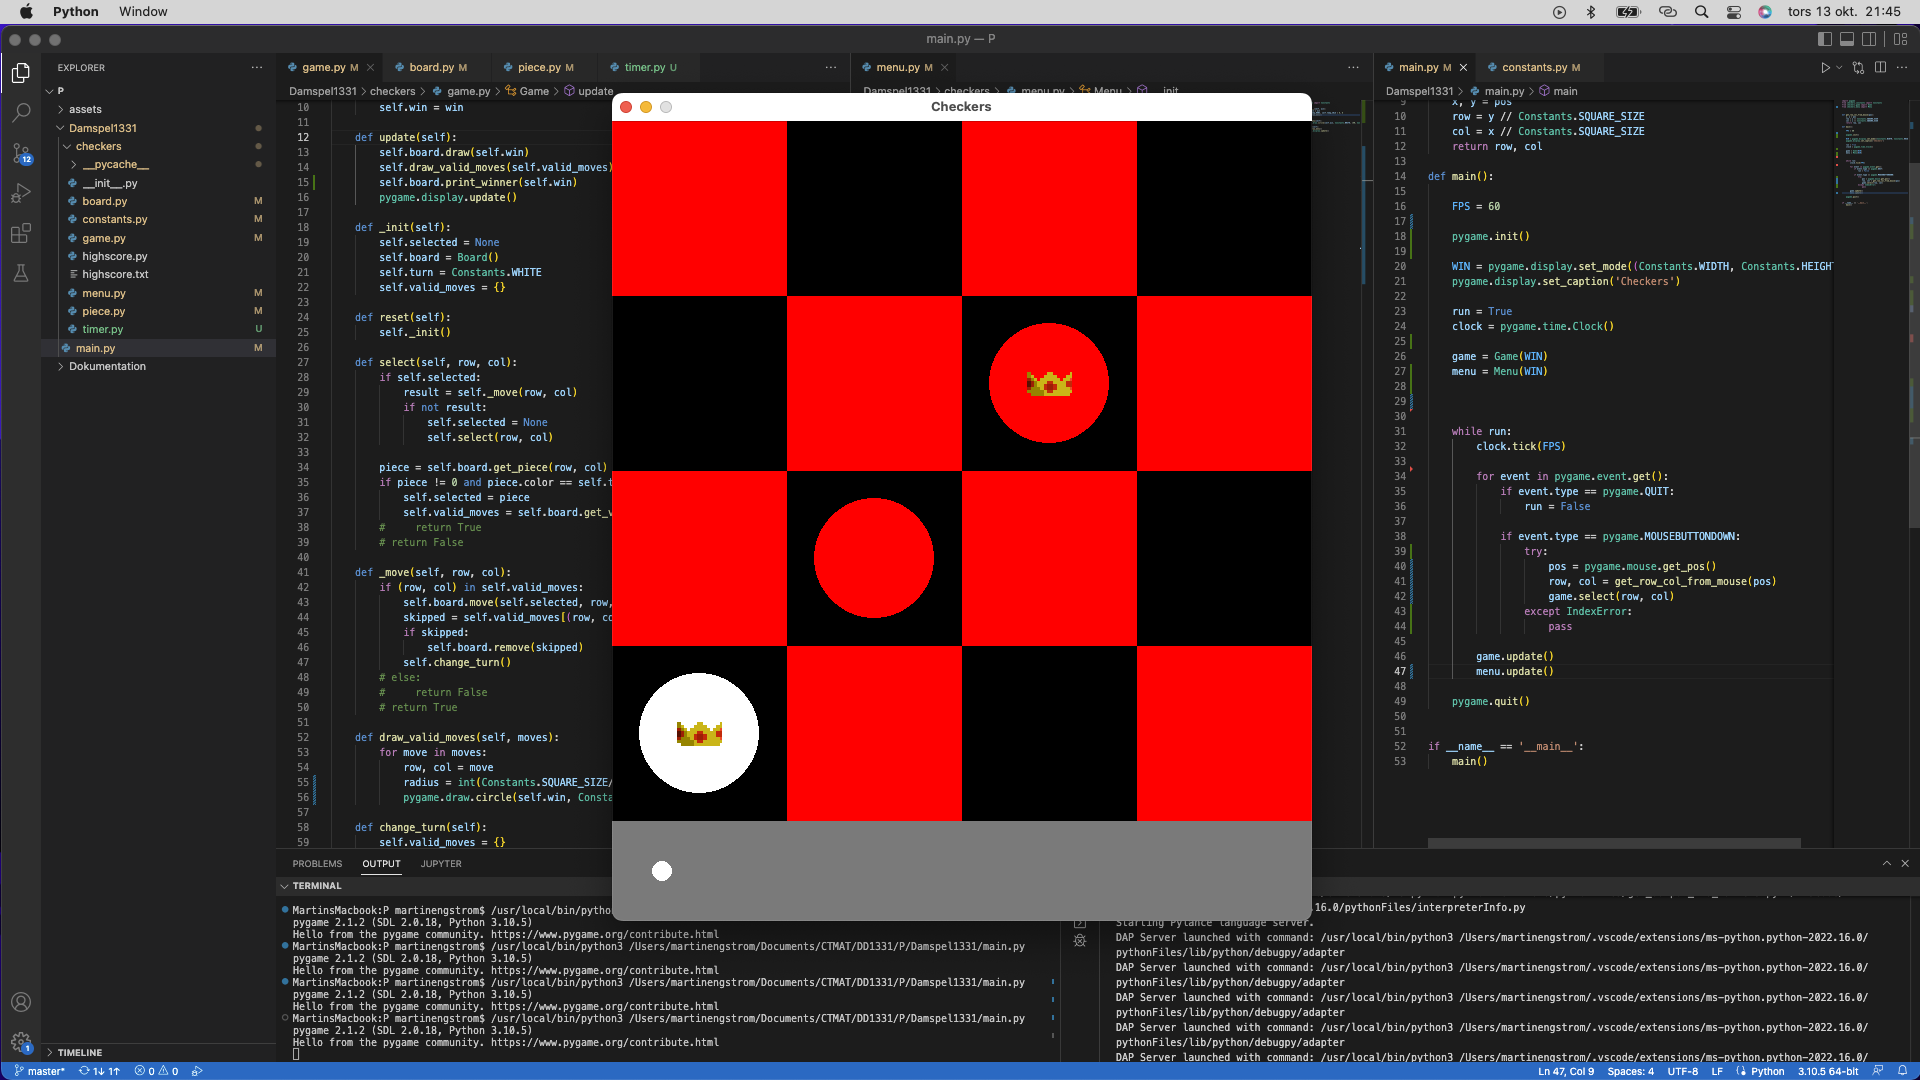 Python Window tors 13 okt. 21:45
main.py — P
EXPLORER
P
assets
Damspel1331
checkers
__pycache__
__init__.py
board.py M
constants.py M
game.py M
highscore.py
highscore.txt
menu.py M
piece.py M
timer.py U
main.py M
Dokumentation
TIMELINE
game.py M board.py M piece.py M timer.py U
Damspel1331 checkers game.py Game update
10 self.win = win
11
12 def update(self):
13 self.board.draw(self.win)
14 self.draw_valid_moves(self.valid_moves)
15 self.board.print_winner(self.win)
16 pygame.display.update()
17
18 def _init(self):
19 self.selected = None
20 self.board = Board()
21 self.turn = Constants.WHITE
22 self.valid_moves = {}
23
24 def reset(self):
25 self._init()
26
27 def select(self, row, col):
28 if self.selected:
29 result = self._move(row, col)
30 if not result:
31 self.selected = None
32 self.select(row, col)
33
34 piece = self.board.get_piece(row, col)
35 if piece != 0 and piece.color == self.
36 self.selected = piece
37 self.valid_moves = self.board.get_
38 # return True
39 # return False
40
41 def _move(self, row, col):
42 if (row, col) in self.valid_moves:
43 self.board.move(self.selected, row,
44 skipped = self.valid_moves[(row,
45 if skipped:
46 self.board.remove(skipped)
47 self.change_turn()
48 # else:
49 # return False
50 # return True
51
52 def draw_valid_moves(self, moves):
53 for move in moves:
54 row, col = move
55 radius = int(Constants.SQUARE_SIZE/
56 pygame.draw.circle(self.win, Consta
57
58 def change_turn(self):
59 self.valid_moves = {}
menu.py M
Damspel1331 checkers menu.py Menu __init__
Checkers
main.py M constants.py M
Damspel1331 main.py main
9 x, y = pos
10 row = y // Constants.SQUARE_SIZE
11 col = x // Constants.SQUARE_SIZE
12 return row, col
13
14 def main():
15
16 FPS = 60
17
18 pygame.init()
19
20 WIN = pygame.display.set_mode((Constants.WIDTH, Constants.HEIGH
21 pygame.display.set_caption('Checkers')
22
23 run = True
24 clock = pygame.time.Clock()
25
26 game = Game(WIN)
27 menu = Menu(WIN)
28
29
30
31 while run:
32 clock.tick(FPS)
33
34 for event in pygame.event.get():
35 if event.type == pygame.QUIT:
36 run = False
37
38 if event.type == pygame.MOUSEBUTTONDOWN:
39 try:
40 pos = pygame.mouse.get_pos()
41 row, col = get_row_col_from_mouse(pos)
42 game.select(row, col)
43 except IndexError:
44 pass
45
46 game.update()
47 menu.update()
48
49 pygame.quit()
50
51
52 if __name__ == '__main__':
53 main()
PROBLEMS OUTPUT JUPYTER
TERMINAL
MartinsMacbook:P martinengstrom$ /usr/local/bin/pytho
pygame 2.1.2 (SDL 2.0.18, Python 3.10.5)
Hello from the pygame community. https://www.pygame.org/contribute.html
MartinsMacbook:P martinengstrom$ /usr/local/bin/python3 /Users/martinengstrom/Documents/CTMAT/DD1331/P/Damspel1331/main.py
pygame 2.1.2 (SDL 2.0.18, Python 3.10.5)
Hello from the pygame community. https://www.pygame.org/contribute.html
MartinsMacbook:P martinengstrom$ /usr/local/bin/python3 /Users/martinengstrom/Documents/CTMAT/DD1331/P/Damspel1331/main.py
pygame 2.1.2 (SDL 2.0.18, Python 3.10.5)
Hello from the pygame community. https://www.pygame.org/contribute.html
MartinsMacbook:P martinengstrom$ /usr/local/bin/python3 /Users/martinengstrom/Documents/CTMAT/DD1331/P/Damspel1331/main.py
pygame 2.1.2 (SDL 2.0.18, Python 3.10.5)
Hello from the pygame community. https://www.pygame.org/contribute.html
16.0/pythonFiles/interpreterInfo.py
Starting Pylance language server.
DAP Server launched with command: /usr/local/bin/python3 /Users/martinengstrom/.vscode/extensions/ms-python.python-2022.16.0/
pythonFiles/lib/python/debugpy/adapter
DAP Server launched with command: /usr/local/bin/python3 /Users/martinengstrom/.vscode/extensions/ms-python.python-2022.16.0/
pythonFiles/lib/python/debugpy/adapter
DAP Server launched with command: /usr/local/bin/python3 /Users/martinengstrom/.vscode/extensions/ms-python.python-2022.16.0/
pythonFiles/lib/python/debugpy/adapter
DAP Server launched with command: /usr/local/bin/python3 /Users/martinengstrom/.vscode/extensions/ms-python.python-2022.16.0/
pythonFiles/lib/python/debugpy/adapter
DAP Server launched with command: /usr/local/bin/python3 /Users/martinengstrom/.vscode/extensions/ms-python.python-2022.16.0/
12
1
master* 1↓ 1↑ 0 0 Ln 47, Col 9 Spaces: 4 UTF-8 LF Python 3.10.5 64-bit